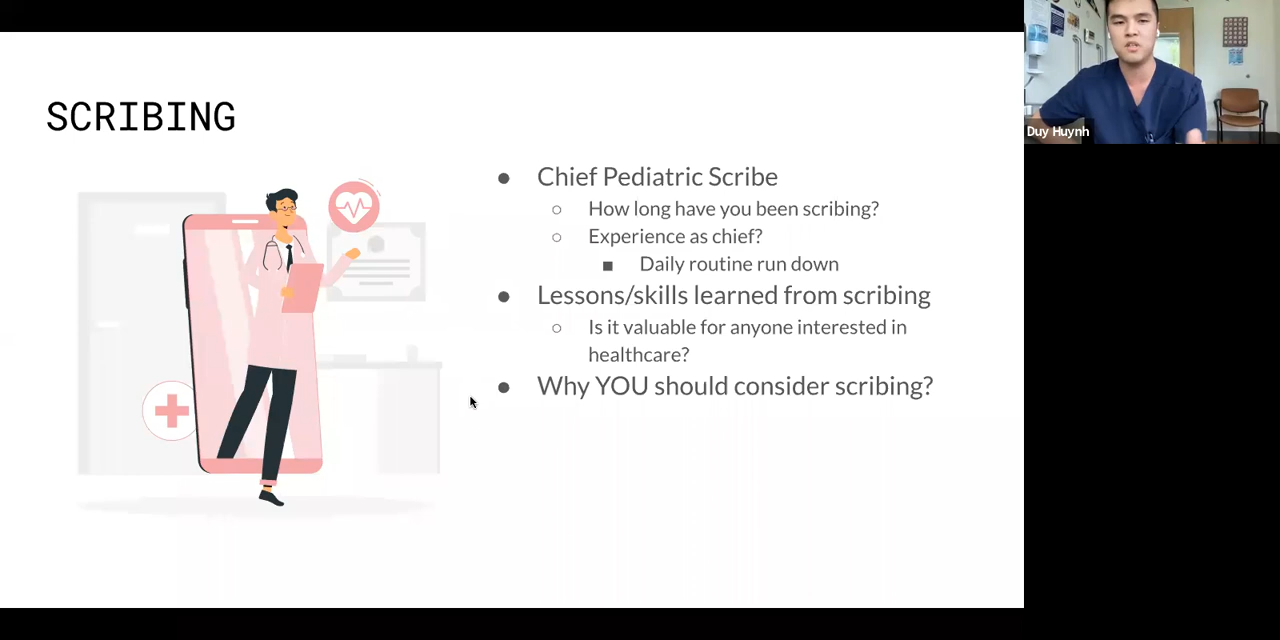 SCRIBING
Duy Huynh
● Chief Pediatric Scribe
○ How long have you been scribing?
○ Experience as chief?
■ Daily routine run down
● Lessons/skills learned from scribing
○ Is it valuable for anyone interested in
healthcare?
● Why YOU should consider scribing?